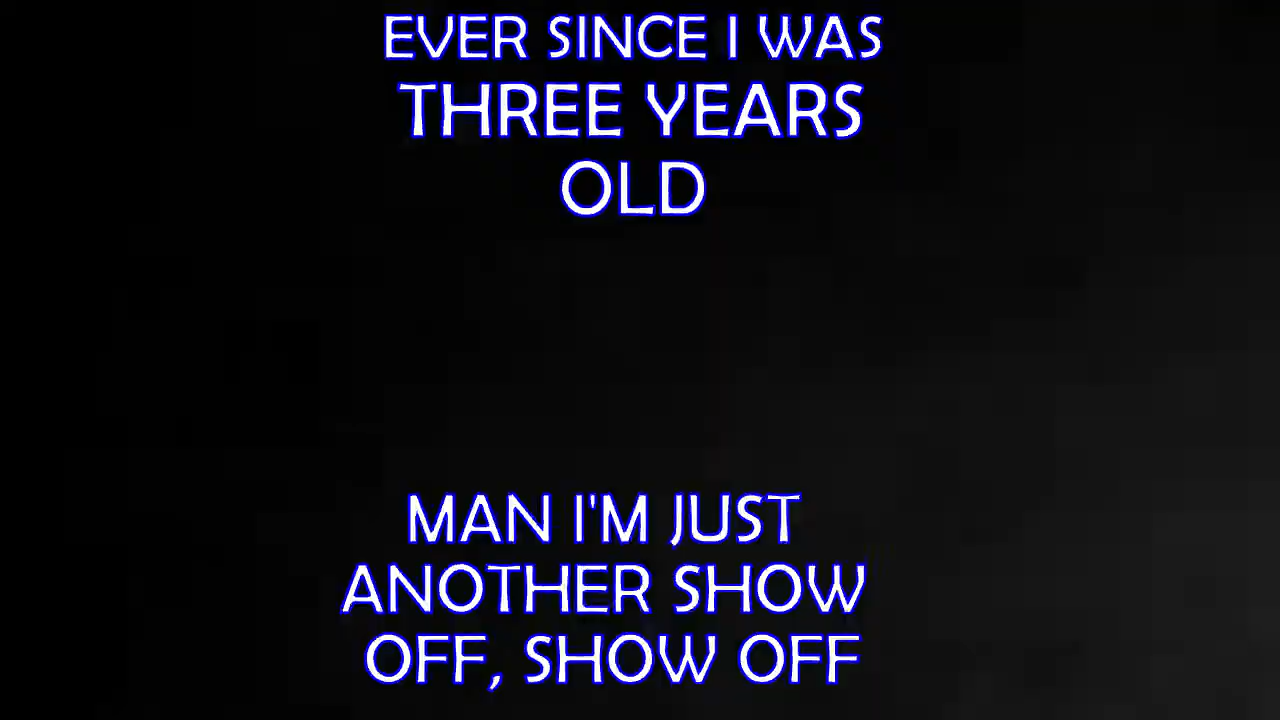 EVER SINCE I WAS
THREE YEARS
OLD
MAN I'M JUST
ANOTHER SHOW
OFF, SHOW OFF